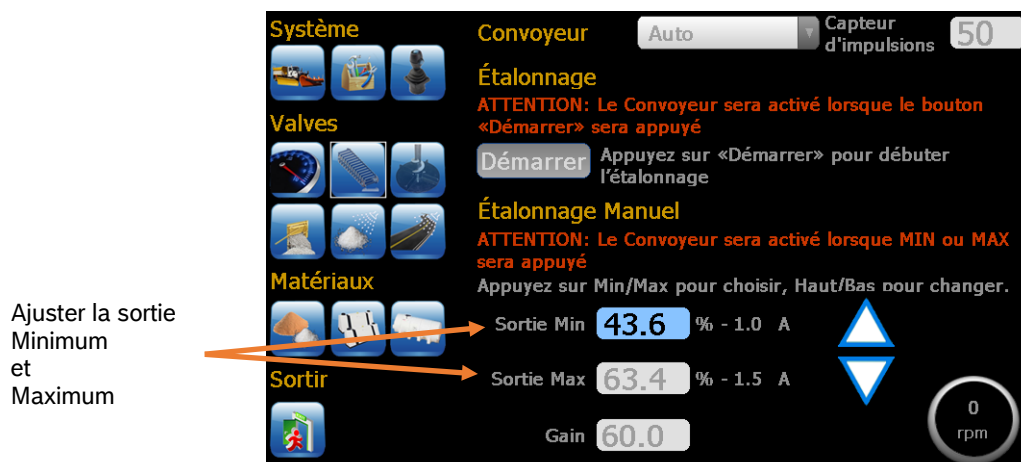 Système
Valves
Matériaux
Sortir
Convoyeur Auto Capteur d'impulsions 50
Étalonnage
ATTENTION: Le Convoyeur sera activé lorsque le bouton
«Démarrer» sera appuyé
Démarrer Appuyez sur «Démarrer» pour débuter
l'étalonnage
Étalonnage Manuel
ATTENTION: Le Convoyeur sera activé lorsque MIN ou MAX
sera appuyé
Appuyez sur Min/Max pour choisir, Haut/Bas pour changer.
Sortie Min 43.6 % - 1.0 A
Sortie Max 63.4 % - 1.5 A
Gain 60.0
0
rpm
Ajuster la sortie
Minimum
et
Maximum